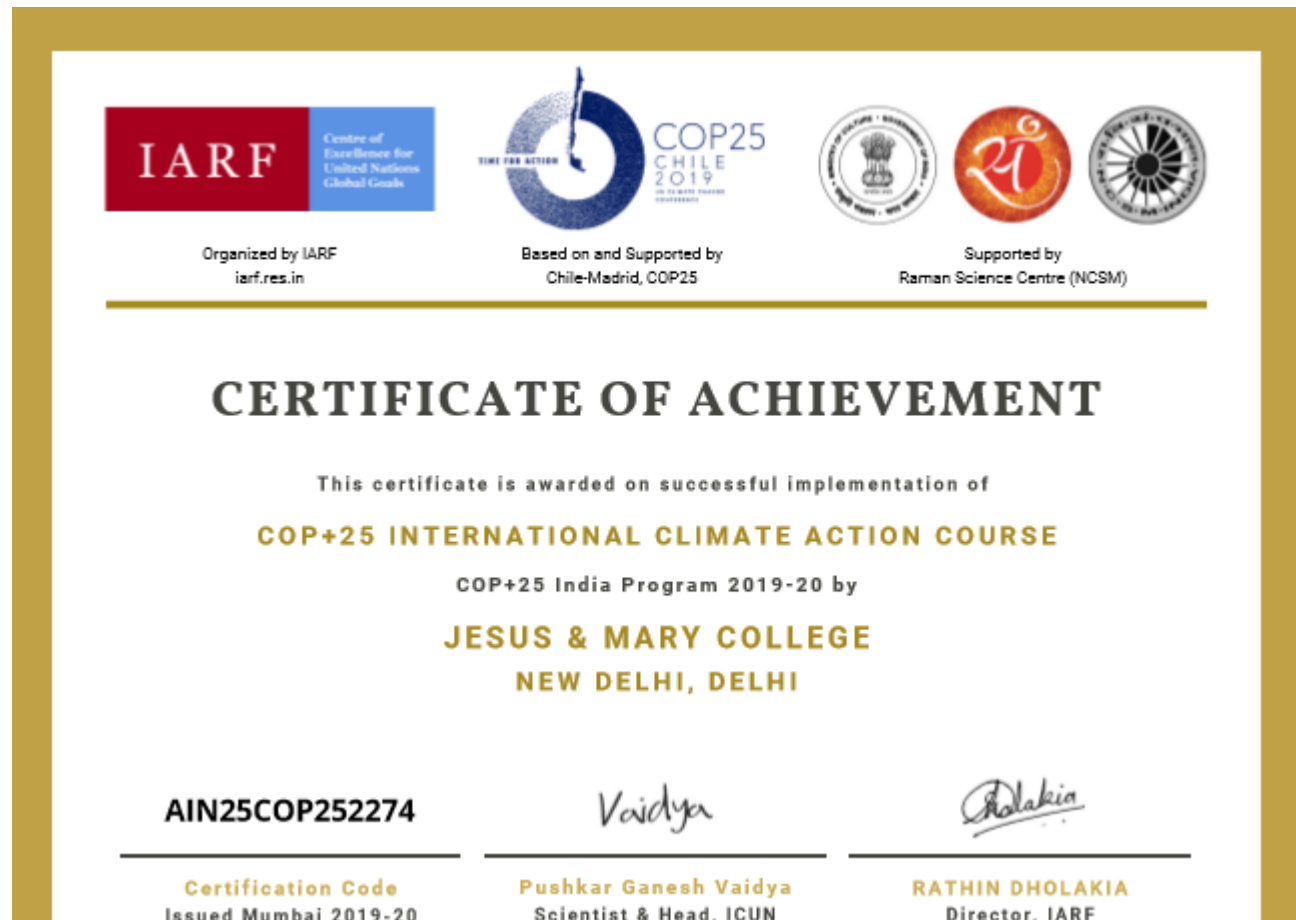 IARF
Centre of
Excellence for
United Nations
Global Goals
TIME FOR ACTION
COP25
CHILE
2019
UN CLIMATE CHANGE
CONFERENCE
Organized by IARF
iarf.res.in
Based on and Supported by
Chile-Madrid, COP25
Supported by
Raman Science Centre (NCSM)
CERTIFICATE OF ACHIEVEMENT
This certificate is awarded on successful implementation of
COP+25 INTERNATIONAL CLIMATE ACTION COURSE
COP+25 India Program 2019-20 by
JESUS & MARY COLLEGE
NEW DELHI, DELHI
AIN25COP252274
Vaidya
Dholakia
Certification Code
Pushkar Ganesh Vaidya
RATHIN DHOLAKIA
Issued Mumbai 2019-20
Scientist & Head, ICUN
Director, IARF